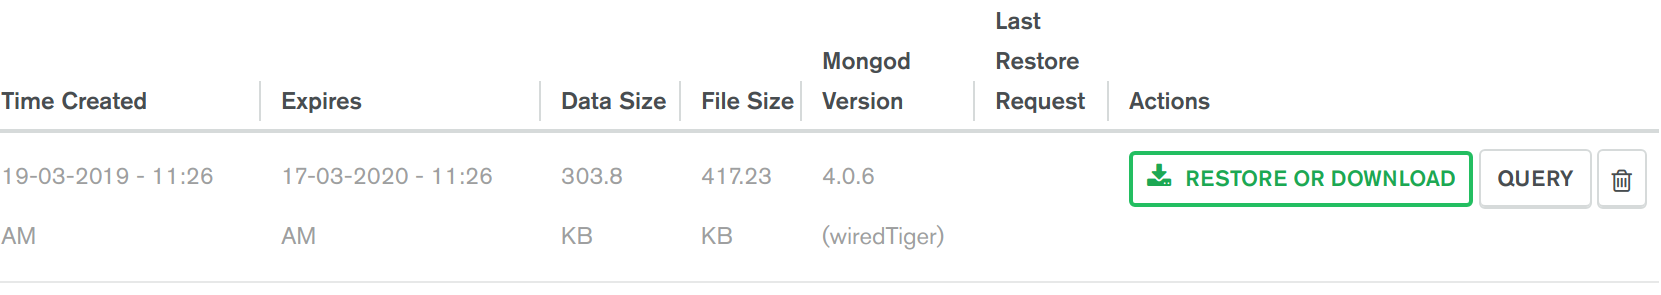 Last
Mongod Restore
Time Created Expires Data Size File Size Version Request Actions
19-03-2019 - 11:26 17-03-2020 - 11:26 303.8 417.23 4.0.6 RESTORE OR DOWNLOAD QUERY
AM AM KB KB (wiredTiger)